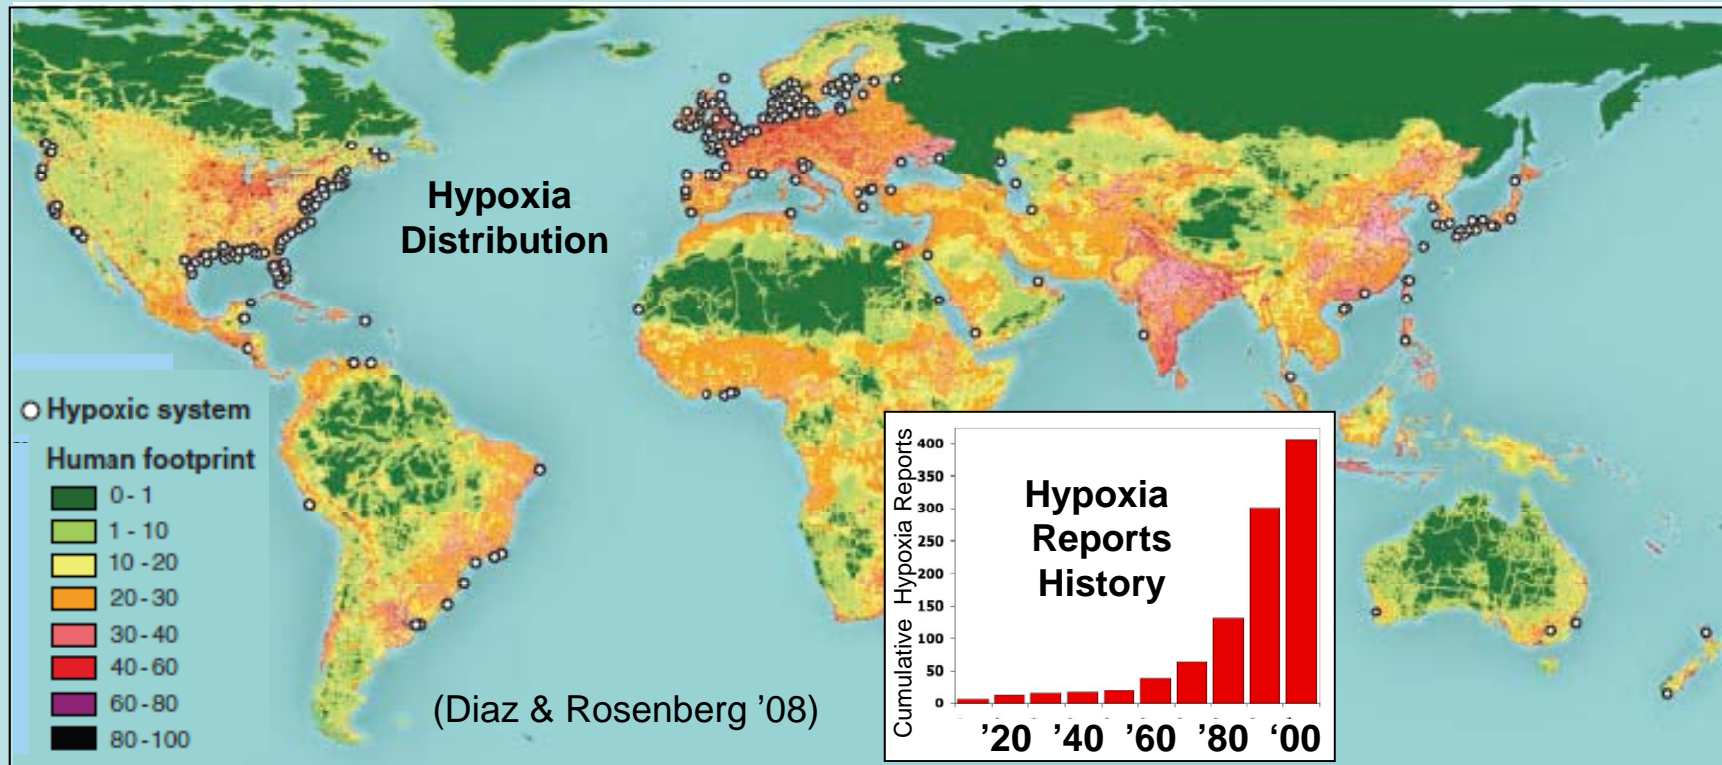 Hypoxia
Distribution
Hypoxic system
Human footprint
0 - 1
1 - 10
10 - 20
20 - 30
30 - 40
40 - 60
60 - 80
80 - 100
(Diaz & Rosenberg '08)
Cumulative Hypoxia Reports
400
350
300
250
200
150
100
50
0
Hypoxia
Reports
History
'20 '40 '60 '80 '00